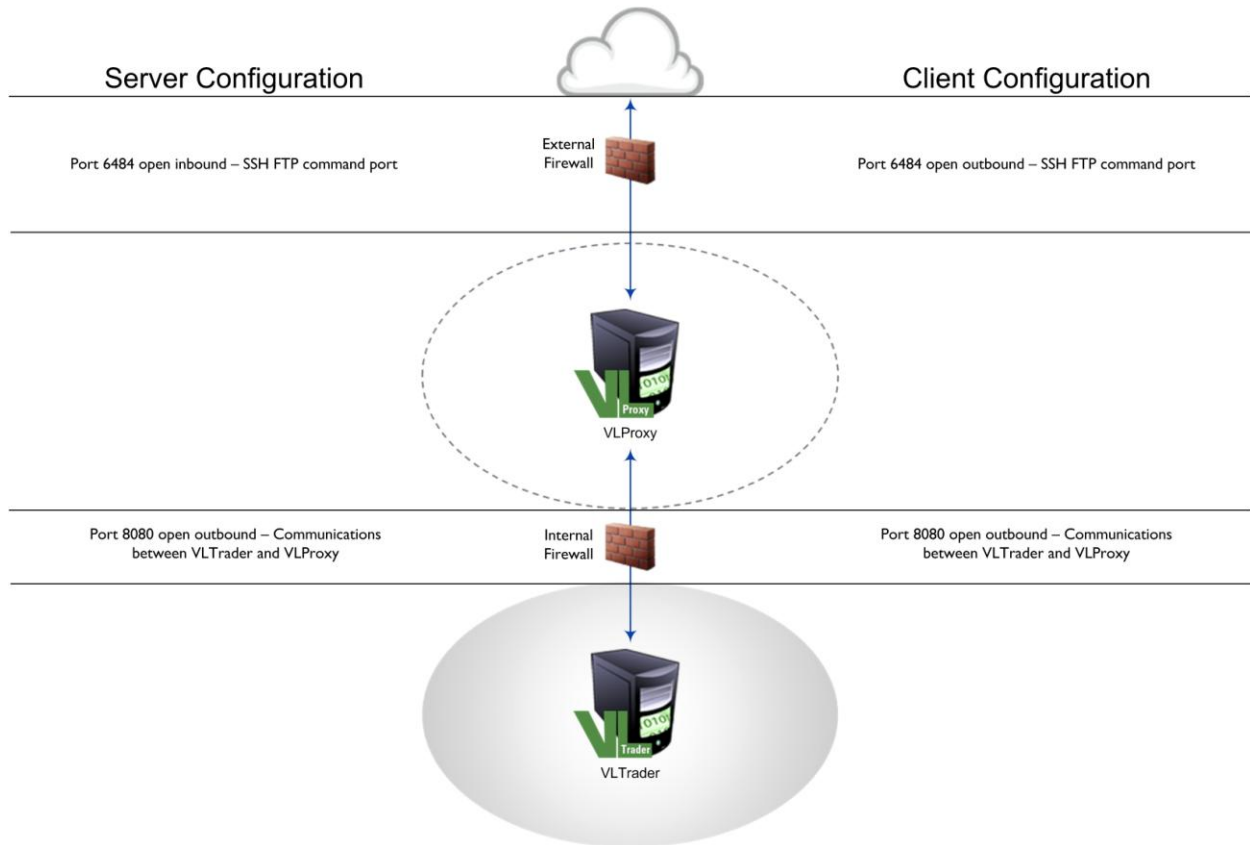 Server Configuration
Client Configuration
External
Firewall
Port 6484 open inbound – SSH FTP command port
Port 6484 open outbound – SSH FTP command port
VL Proxy
VLProxy
Port 8080 open outbound – Communications
between VLTrader and VLProxy
Internal
Firewall
Port 8080 open outbound – Communications
between VLTrader and VLProxy
VL Trader
VLTrader